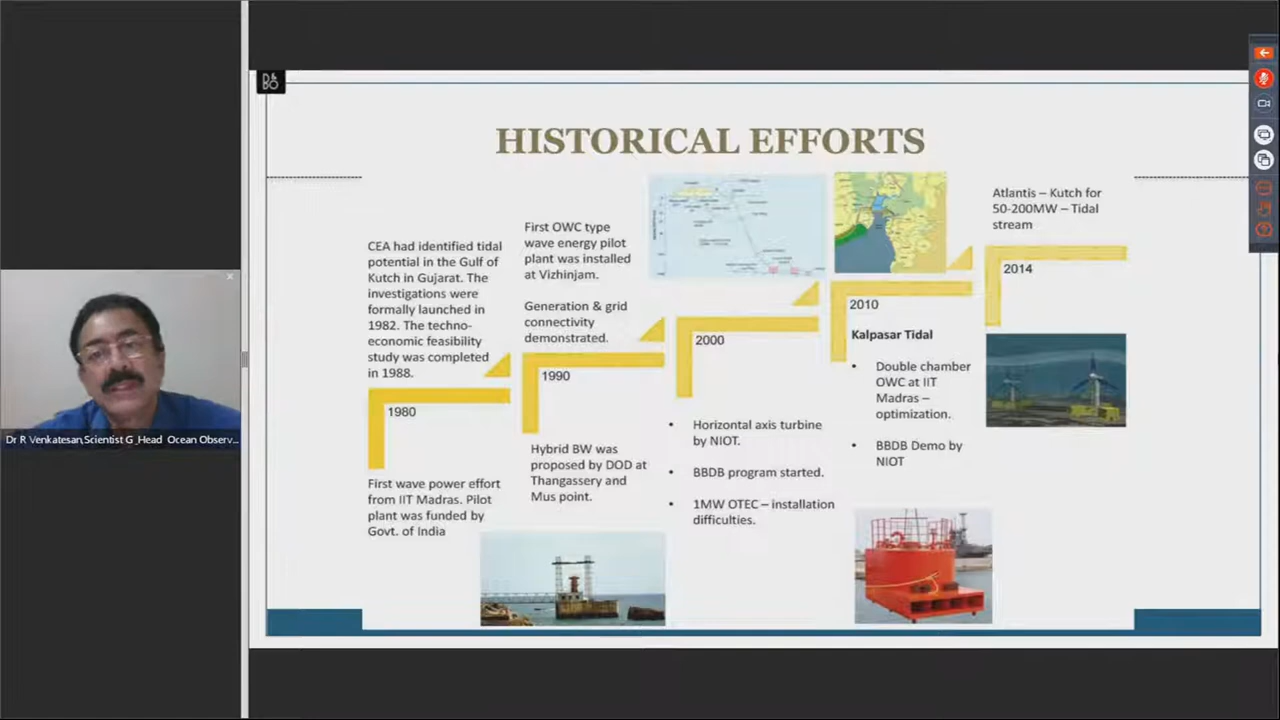 B&
BO
HISTORICAL EFFORTS
CEA had identified tidal
potential in the Gulf of
Kutch in Gujarat. The
investigations were
formally launched in
1982. The techno-
economic feasibility
study was completed
in 1988.
1980
First wave power effort
from IIT Madras. Pilot
plant was funded by
Govt. of India
First OWC type
wave energy pilot
plant was installed
at Vizhinjam.
Generation & grid
connectivity
demonstrated.
1990
Hybrid BW was
proposed by DOD at
Thangassery and
Mus point.
2000
• Horizontal axis turbine
by NIOT.
• BBDB program started.
• 1MW OTEC – installation
difficulties.
2010
Kalpasar Tidal
• Double chamber
OWC at IIT
Madras –
optimization.
• BBDB Demo by
NIOT
Atlantis – Kutch for
50-200MW – Tidal
stream
2014
Dr R Venkatesan,Scientist G_Head Ocean Observ...